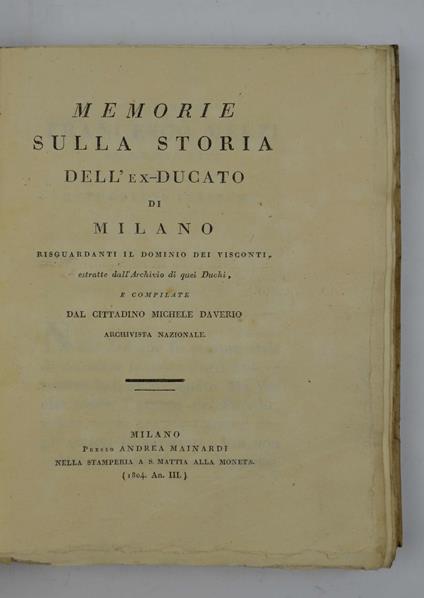 MEMORIE
SULLA STORIA
DELL' EX-DUCATO
DI
MILANO
RISGUARDANTI IL DOMINIO DEI VISCONTI,
estratte dall'Archivio di quei Duchi,
E COMPILATE
DAL CITTADINO MICHELE DAVERIO
ARCHIVISTA NAZIONALE.
MILANO
PRESSO ANDREA MAINARDI
NELLA STAMPERIA A S. MATTIA ALLA MONETA.
(1804. An. III.)